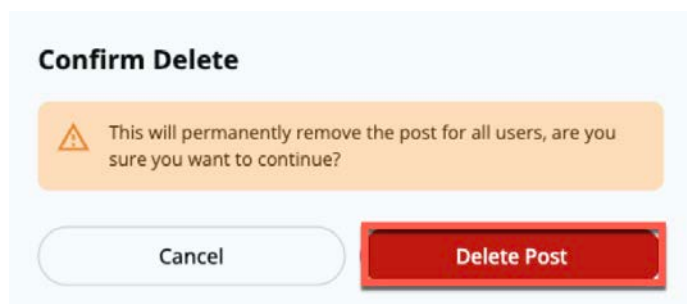 Confirm Delete
This will permanently remove the post for all users, are you
sure you want to continue?
Cancel
Delete Post